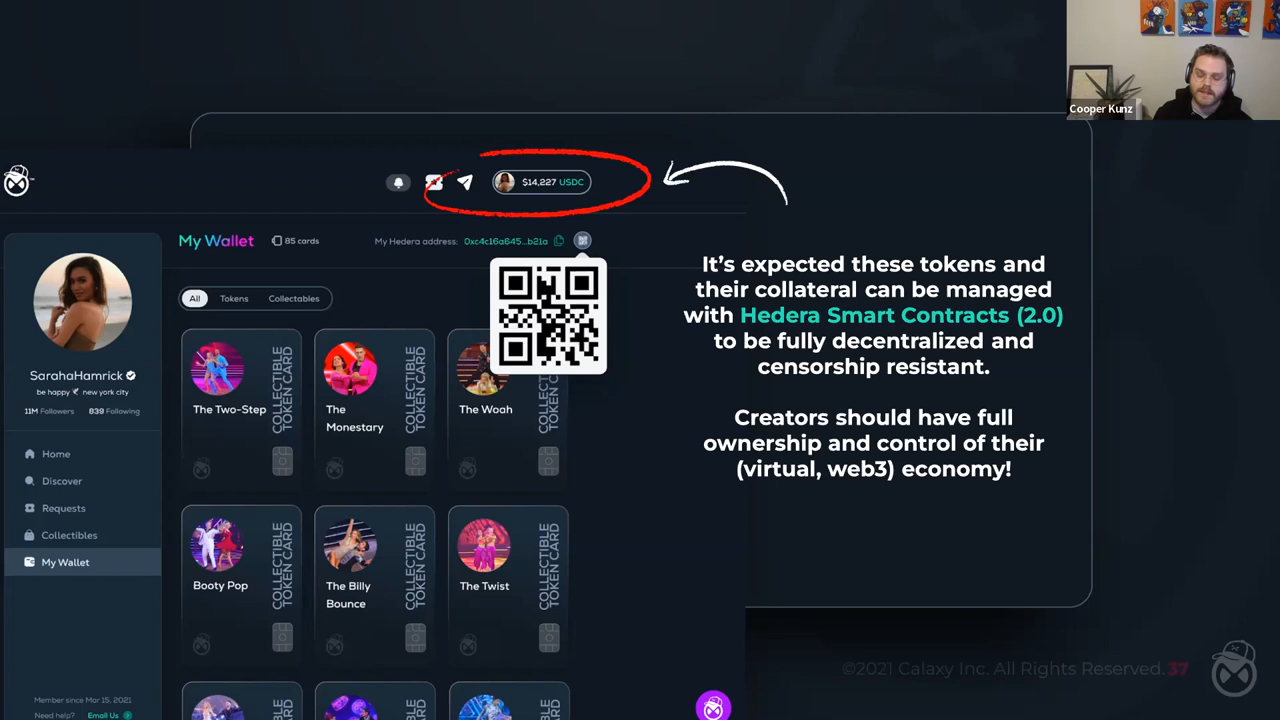 Cooper Kunz
$14,227 USDC
My Wallet
85 cards
My Hedera address: 0xc4c16a645...b21a
All
Tokens
Collectables
SarahaHamrick
be happy
new york city
11M Followers
839 Following
Home
Discover
Requests
Collectibles
My Wallet
The Two-Step
COLLECTIBLE
TOKEN CARD
The
Monestary
COLLECTIBLE
TOKEN CARD
The Woah
COLLECTIBLE
TOKEN CARD
Booty Pop
COLLECTIBLE
TOKEN CARD
The Billy
Bounce
COLLECTIBLE
TOKEN CARD
The Twist
COLLECTIBLE
TOKEN CARD
Member since Mar 15, 2021
Need help? Email Us
It's expected these tokens and
their collateral can be managed
with Hedera Smart Contracts (2.0)
to be fully decentralized and
censorship resistant.
Creators should have full
ownership and control of their
(virtual, web3) economy!
©2021 Calaxy Inc. All Rights Reserved. 37